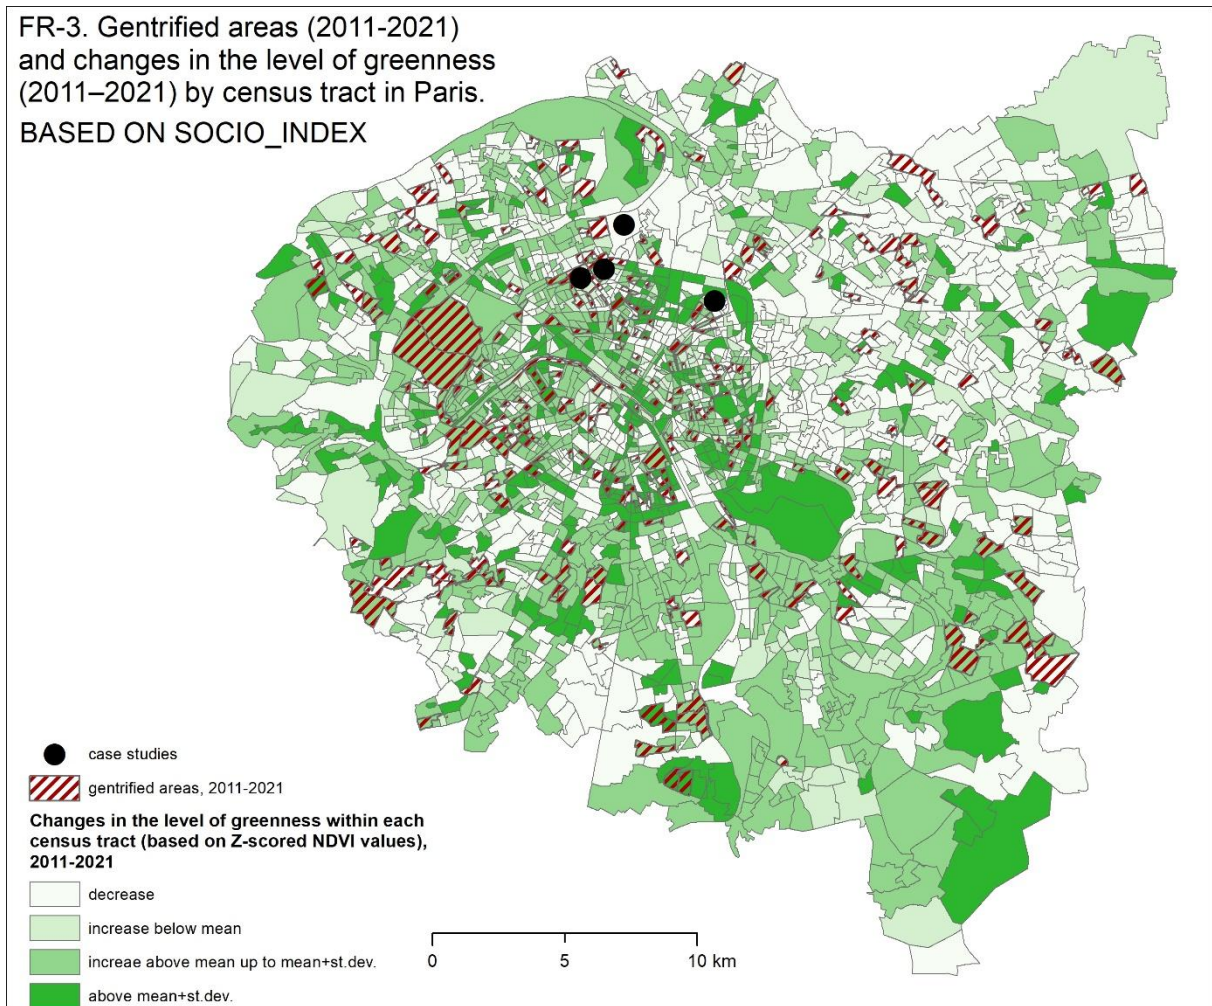 FR-3. Gentrified areas (2011-2021)
and changes in the level of greenness
(2011–2021) by census tract in Paris.
BASED ON SOCIO_INDEX
case studies
gentrified areas, 2011-2021
Changes in the level of greenness within each
census tract (based on Z-scored NDVI values),
2011-2021
decrease
increase below mean
increae above mean up to mean+st.dev.
above mean+st.dev.
0 5 10 km